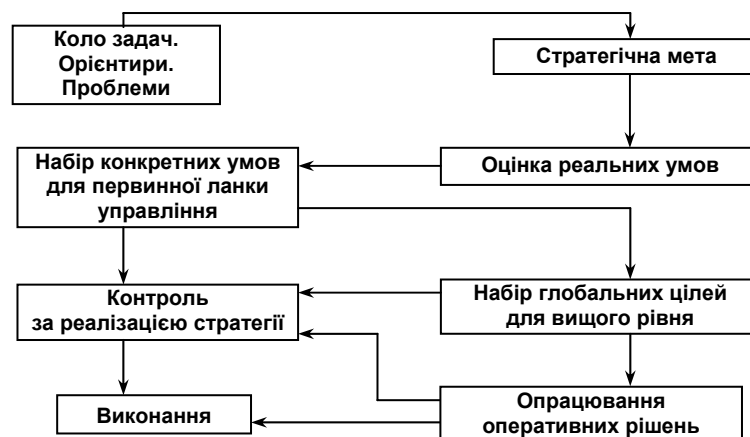 Коло задач.
Орієнтири.
Проблеми
Стратегічна мета
Набір конкретних умов
для первинної ланки
управління
Оцінка реальних умов
Контроль
за реалізацією стратегії
Набір глобальних цілей
для вищого рівня
Виконання
Опрацювання
оперативних рішень